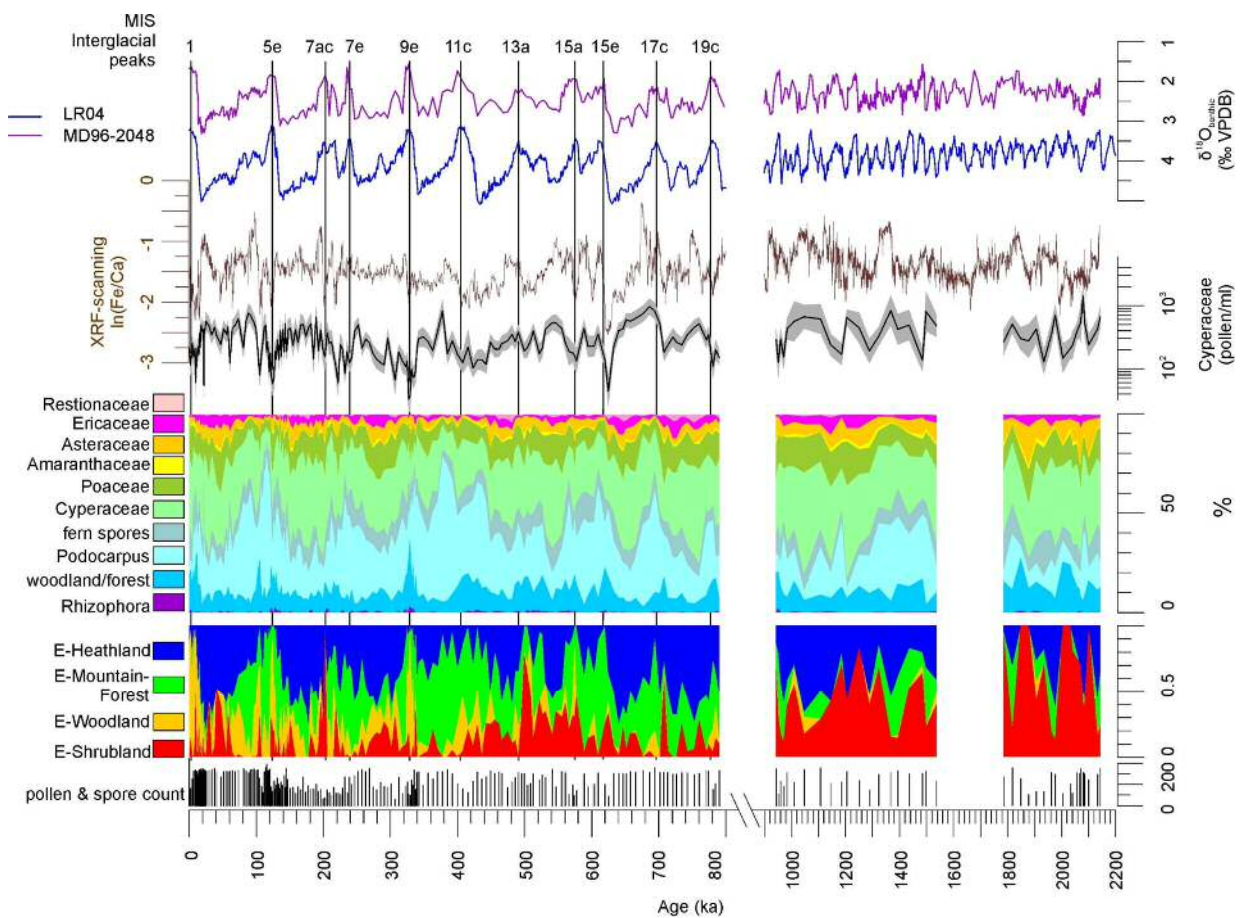 MIS
Interglacial
peaks
1 5e 7ac 7e 9e 11c 13a 15a 15e 17c 19c
LR04
MD96-2048
1
2
3
4
δ18Obenthic
(‰ VPDB)
0
-1
-2
-3
XRF-scanning
ln(Fe/Ca)
10³
10²
Cyperaceae
(pollen/ml)
Restionaceae
Ericaceae
Asteraceae
Amaranthaceae
Poaceae
Cyperaceae
fern spores
Podocarpus
woodland/forest
Rhizophora
50
0
%
E-Heathland
E-Mountain-
Forest
E-Woodland
E-Shrubland
0.5
0
pollen & spore count
200
0
0 100 200 300 400 500 600 700 800 1000 1200 1400 1600 1800 2000 2200
Age (ka)